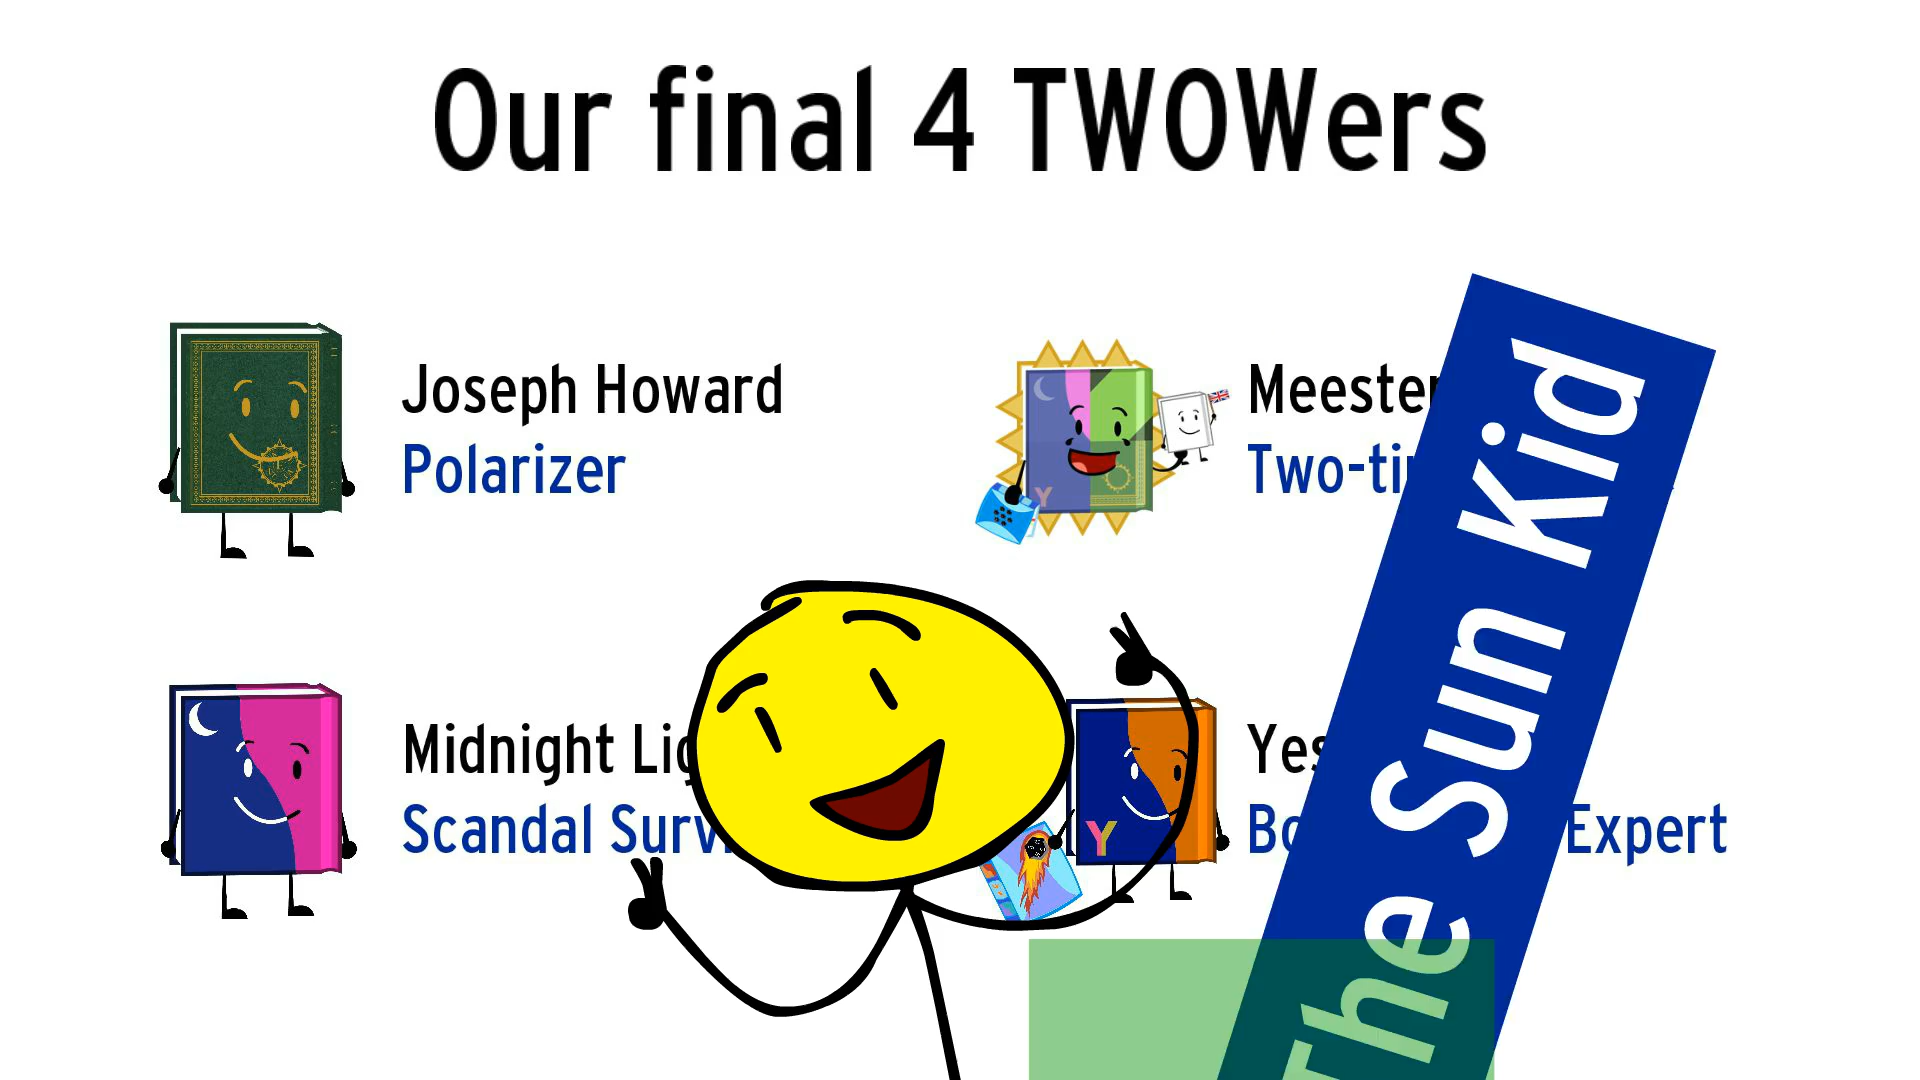 Our final 4 TWOWers
Joseph Howard
Polarizer
Meester
Two-ti
Midnight Lig
Scandal Surv
Yes
Bo Expert
Y
Y
The Sun Kid